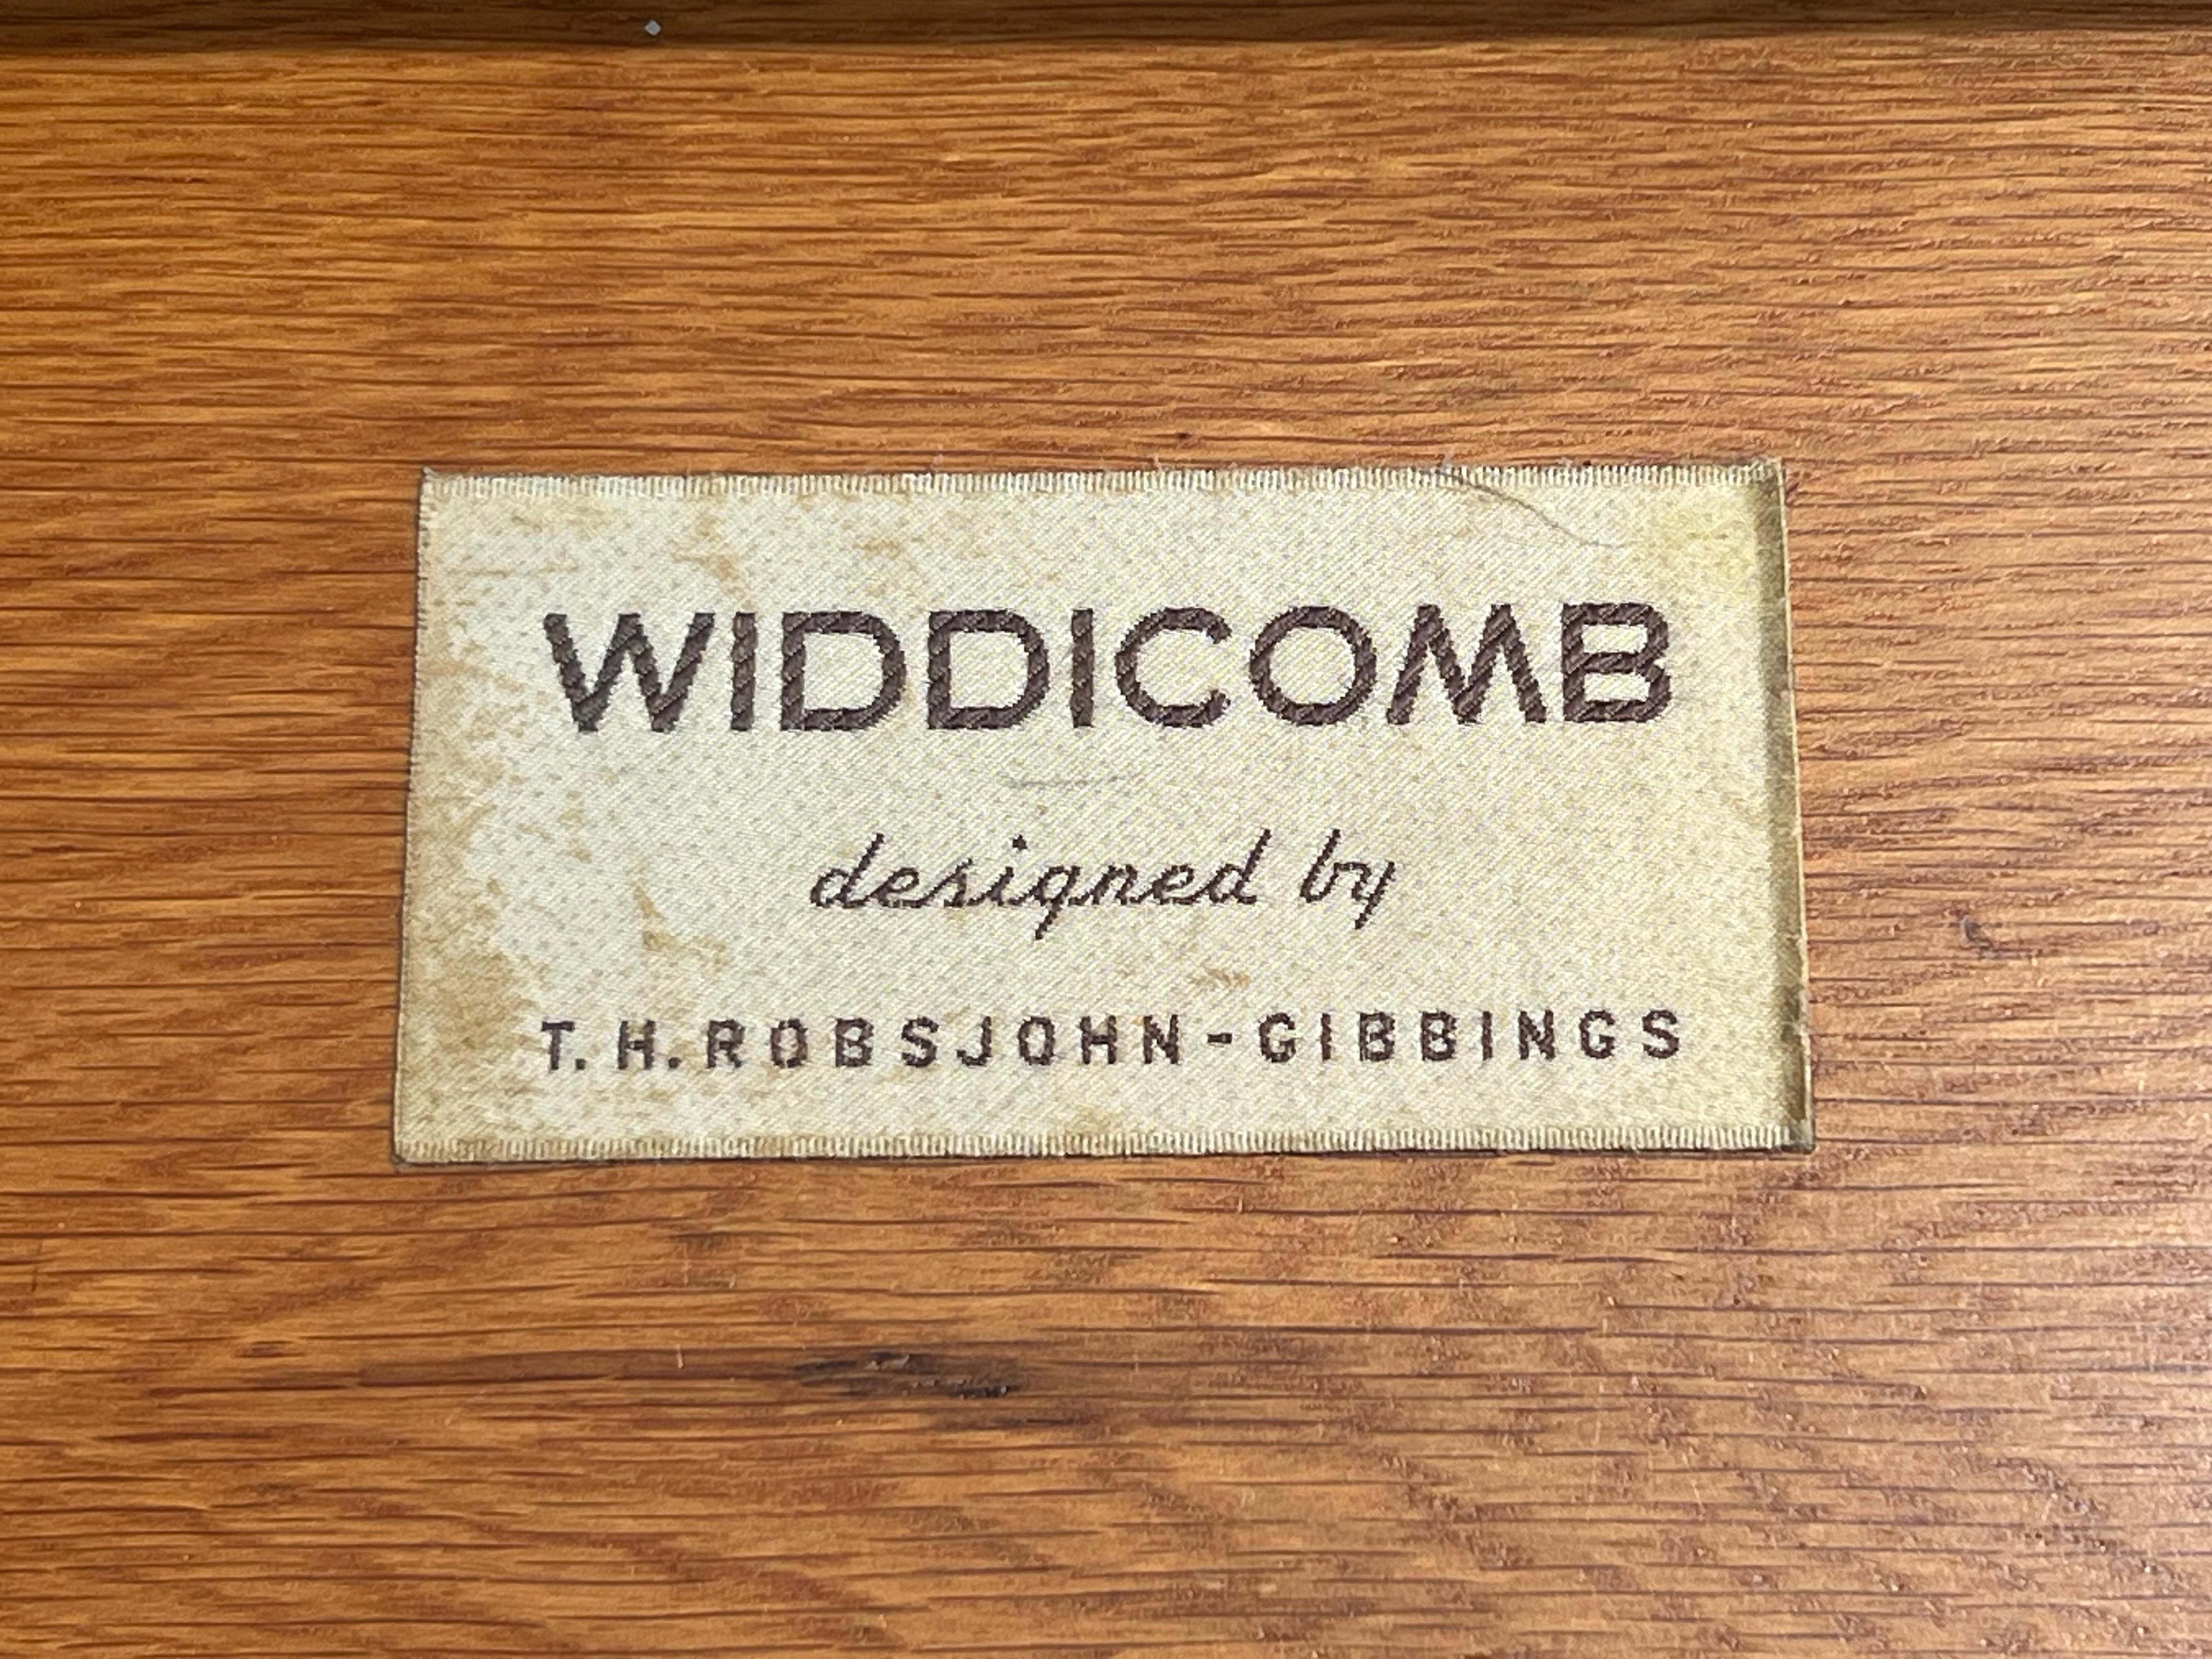 WIDDICOMB
designed by
T. H. ROBSJOHN-GIBBINGS